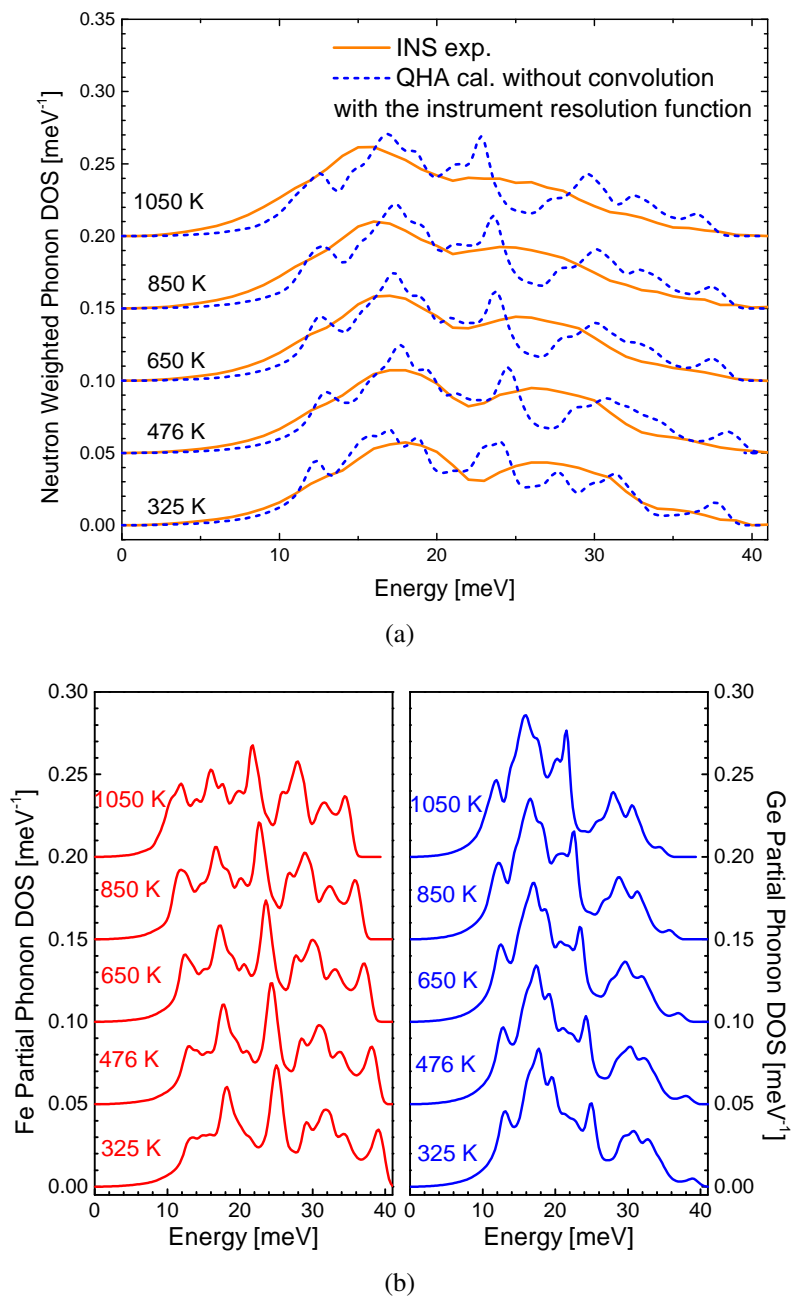 INS exp.
QHA cal. without convolution
with the instrument resolution function
Neutron Weighted Phonon DOS [meV⁻¹]
0.35
0.30
0.25
0.20
0.15
0.10
0.05
0.00
1050 K
850 K
650 K
476 K
325 K
0 10 20 30 40
Energy [meV]
(a)
Fe Partial Phonon DOS [meV⁻¹]
0.30
0.25
0.20
0.15
0.10
0.05
0.00
1050 K
850 K
650 K
476 K
325 K
0 10 20 30 40
Energy [meV]
1050 K
850 K
650 K
476 K
325 K
0 10 20 30 40
Energy [meV]
0.30
0.25
0.20
0.15
0.10
0.05
0.00
Ge Partial Phonon DOS [meV⁻¹]
(b)